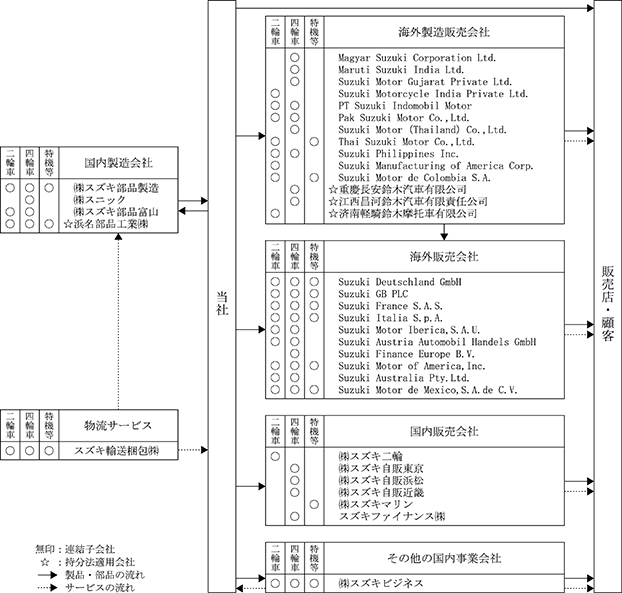 二輪車 四輪車 特機等 海外製造販売会社
○ Magyar Suzuki Corporation Ltd.
○ Maruti Suzuki India Ltd.
○ Suzuki Motor Gujarat Private Ltd.
○ Suzuki Motorcycle India Private Ltd.
○ ○ PT Suzuki Indomobil Motor
○ ○ Pak Suzuki Motor Co.,Ltd.
○ Suzuki Motor (Thailand) Co.,Ltd.
○ ○ Thai Suzuki Motor Co.,Ltd.
○ ○ Suzuki Philippines Inc.
○ Suzuki Manufacturing of America Corp.
○ ○ Suzuki Motor de Colombia S.A.
○ ☆重慶長安鈴木汽車有限公司
○ ☆江西昌河鈴木汽車有限責任公司
○ ☆済南軽騎鈴木摩托車有限公司
二輪車 四輪車 特機等 国内製造会社
○ ○ ○ ㈱スズキ部品製造
○ ㈱スニック
○ ○ ㈱スズキ部品富山
○ ○ ○ ☆浜名部品工業㈱
当社
販売店・顧客
二輪車 四輪車 特機等 海外販売会社
○ ○ ○ Suzuki Deutschland GmbH
○ ○ ○ Suzuki GB PLC
○ ○ ○ Suzuki France S.A.S.
○ ○ ○ Suzuki Italia S.p.A.
○ ○ Suzuki Motor Iberica,S.A.U.
○ ○ Suzuki Austria Automobil Handels GmbH
○ Suzuki Finance Europe B.V.
○ ○ ○ Suzuki Motor of America,Inc.
○ ○ Suzuki Australia Pty.Ltd.
○ ○ ○ Suzuki Motor de Mexico,S.A.de C.V.
二輪車 四輪車 特機等 物流サービス
○ ○ ○ スズキ輸送梱包㈱
二輪車 四輪車 特機等 国内販売会社
○ ㈱スズキ二輪
○ ㈱スズキ自販東京
○ ㈱スズキ自販浜松
○ ㈱スズキ自販近畿
○ ㈱スズキマリン
○ スズキファイナンス㈱
二輪車 四輪車 特機等 その他の国内事業会社
○ ○ ○ ㈱スズキビジネス
無印：連結子会社
☆：持分法適用会社
製品・部品の流れ
サービスの流れ